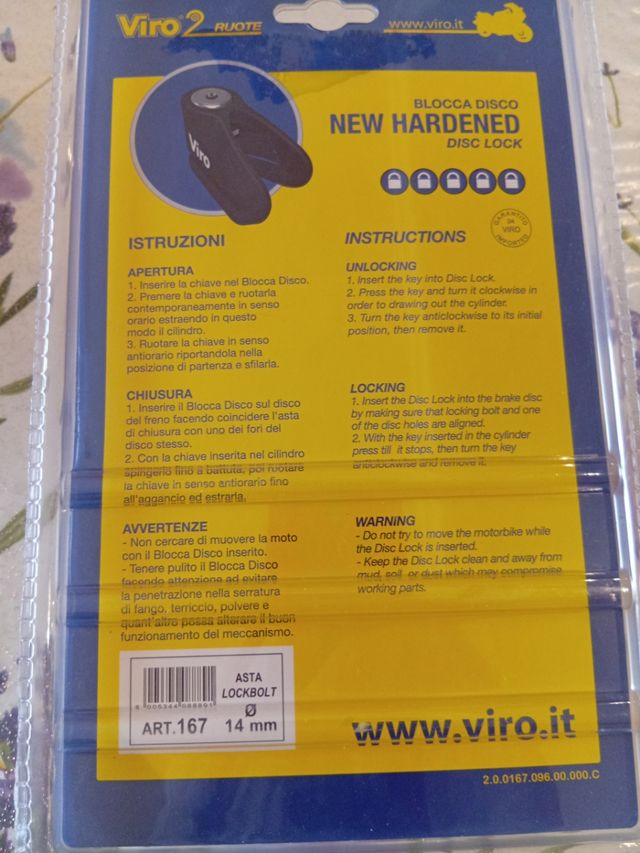 Viro 2 RUOTE
www.viro.it
Viro
BLOCCA DISCO
NEW HARDENED
DISC LOCK
GARANTITO
DA
VIRO
IMPORTED
ISTRUZIONI
APERTURA
1. Inserire la chiave nel Blocca Disco.
2. Premere la chiave e ruotarla
contemporaneamente in senso
orario estraendo in questo
modo il cilindro.
3. Ruotare la chiave in senso
antiorario riportandola nella
posizione di partenza e sfilarla.
CHIUSURA
1. Inserire il Blocca Disco sul disco
del freno facendo coincidere l'asta
di chiusura con uno dei fori del
disco stesso.
2. Con la chiave inserita nel cilindro
spingerlo fino a battuta, poi ruotare
la chiave in senso antiorario fino
all'aggancio ed estrarla.
AVVERTENZE
- Non cercare di muovere la moto
con il Blocca Disco inserito.
- Tenere pulito il Blocca Disco
facendo attenzione ad evitare
la penetrazione nella serratura
di fango, terriccio, polvere e
quant'altro possa alterare il buon
funzionamento del meccanismo.
INSTRUCTIONS
UNLOCKING
1. Insert the key into Disc Lock.
2. Press the key and turn it clockwise in
order to drawing out the cylinder.
3. Turn the key anticlockwise to its initial
position, then remove it.
LOCKING
1. Insert the Disc Lock into the brake disc
by making sure that locking bolt and one
of the disc holes are aligned.
2. With the key inserted in the cylinder
press till it stops, then turn the key
anticlockwise and remove it.
WARNING
- Do not try to move the motorbike while
the Disc Lock is inserted.
- Keep the Disc Lock clean and away from
mud, soil or dust which may compromise
working parts.
8 005344 088891
ART.167
ASTA
LOCKBOLT
Ø
14 mm
www.viro.it
2.0.0167.096.00.000.C